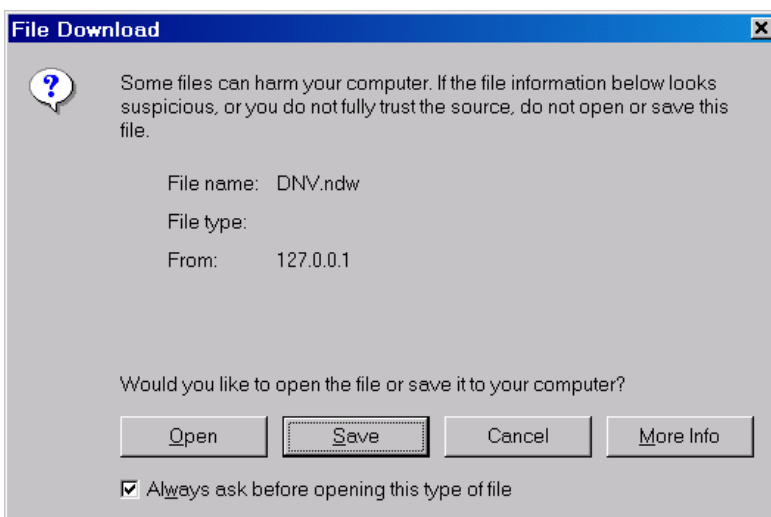 File Download
Some files can harm your computer. If the file information below looks
suspicious, or you do not fully trust the source, do not open or save this
file.
File name: DNV.ndw
File type:
From: 127.0.0.1
Would you like to open the file or save it to your computer?
Open Save Cancel More Info
Always ask before opening this type of file